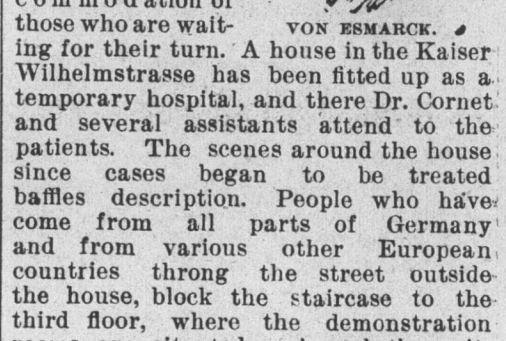 those who are wait-
VON ESMARCK.
ing for their turn. A house in the Kaiser
Wilhelmstrasse has been fitted up as a
temporary hospital, and there Dr. Cornet
and several assistants attend to the
patients. The scenes around the house
since cases began to be treated
baffles description. People who have
come from all parts of Germany
and from various other European
countries throng the street outside
the house, block the staircase to the
third floor, where the demonstration